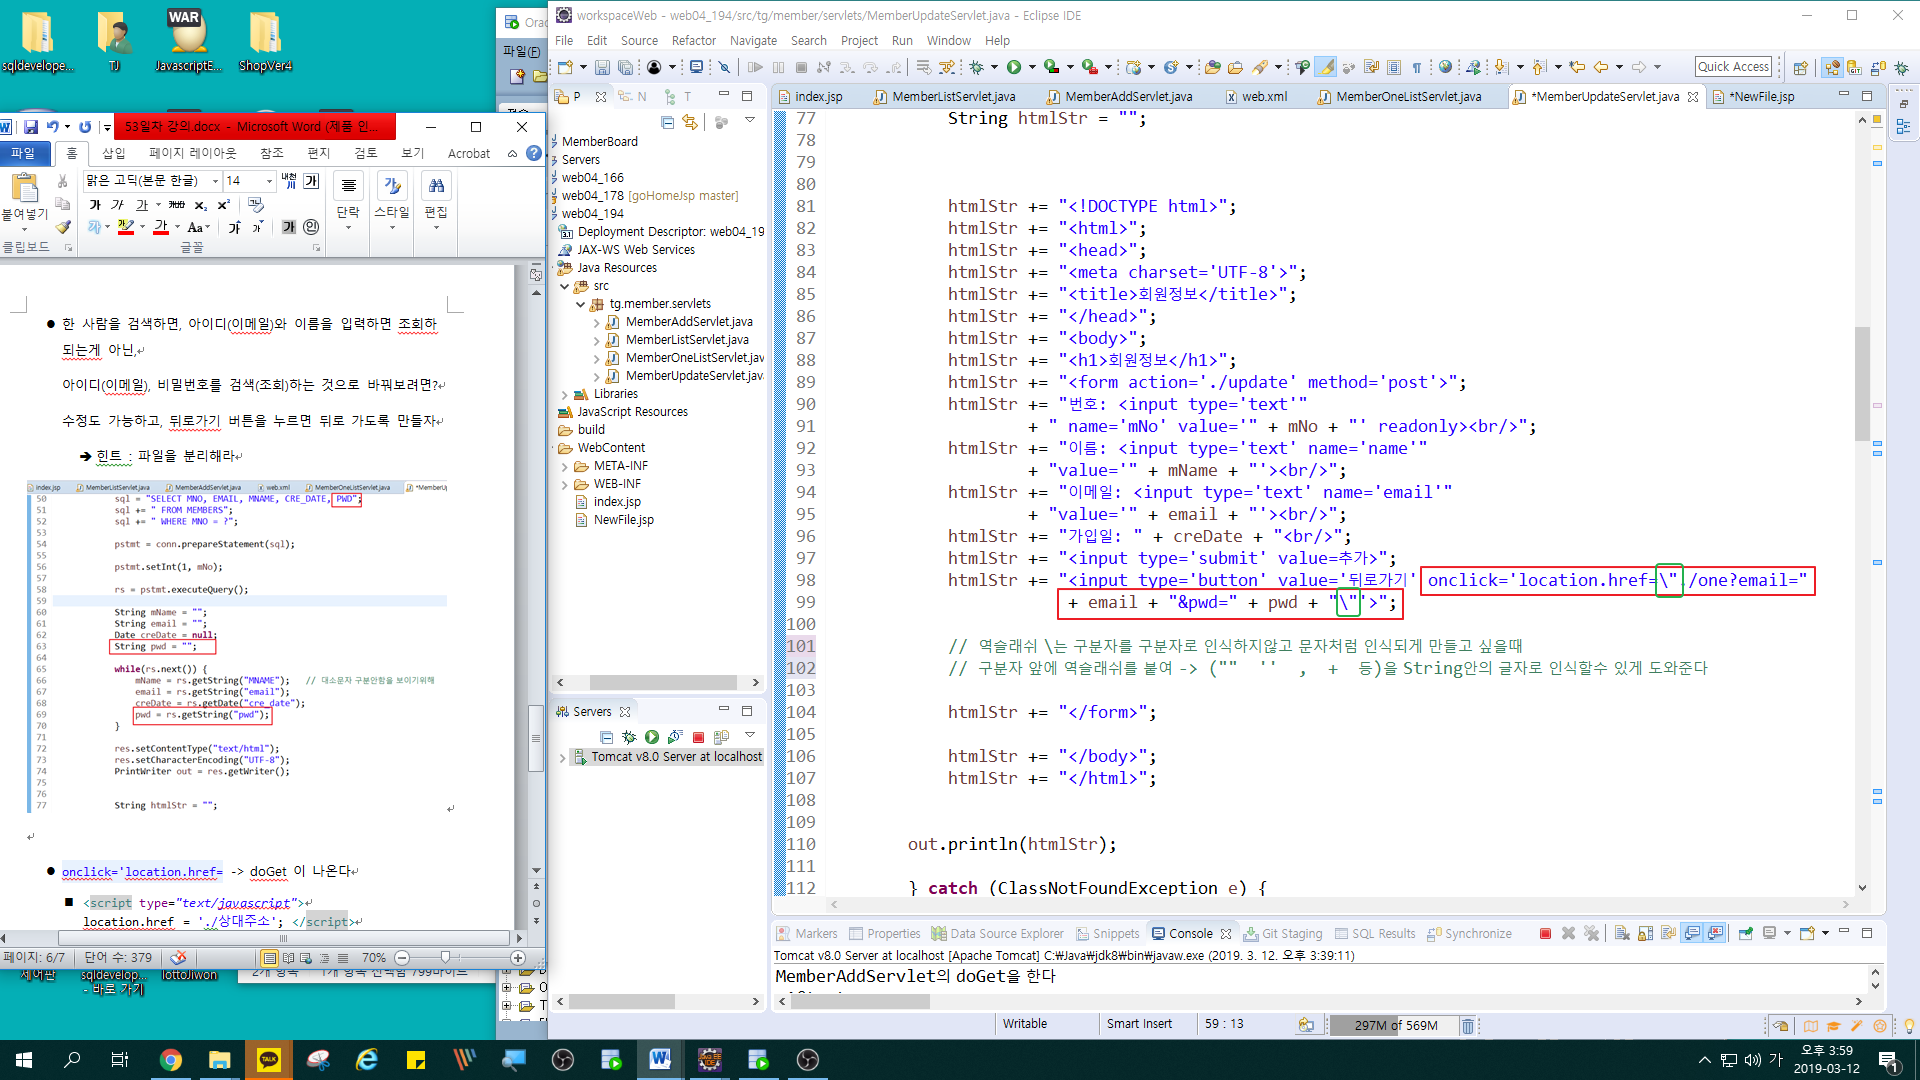 sqldevelope...
TJ
WAR
JavascriptE...
ShopVer4
53일차 강의.docx - Microsoft Word (제품 인...
파일
홈
삽입
페이지 레이아웃
참조
편지
검토
보기
Acrobat
붙여넣기
클립보드
맑은 고딕(본문 한글)
14
글꼴
단락
스타일
편집
한 사람을 검색하면, 아이디(이메일)와 이름을 입력하면 조회하
되는게 아닌,
아이디(이메일), 비밀번호를 검색(조회)하는 것으로 바꿔보려면?
수정도 가능하고, 뒤로가기 버튼을 누르면 뒤로 가도록 만들자
➔ 힌트 : 파일을 분리해라
index.jsp MemberListServlet.java MemberAddServlet.java web.xml MemberOneListServlet.java
50 sql = "SELECT MNO, EMAIL, MNAME, CRE_DATE, PWD";
51 sql += " FROM MEMBERS";
52 sql += " WHERE MNO = ?";
53
54 pstmt = conn.prepareStatement(sql);
55
56 pstmt.setInt(1, mNo);
57
58 rs = pstmt.executeQuery();
59
60 String mName = "";
61 String email = "";
62 Date creDate = null;
63 String pwd = "";
64
65 while(rs.next()) {
66 mName = rs.getString("MNAME"); // 대소문자 구분안함을 보이기위해
67 email = rs.getString("email");
68 creDate = rs.getDate("cre_date");
69 pwd = rs.getString("pwd");
70 }
71
72 res.setContentType("text/html");
73 res.setCharacterEncoding("UTF-8");
74 PrintWriter out = res.getWriter();
75
76
77 String htmlStr = "";
onclick='location.href= -> doGet 이 나온다
<script type="text/javascript">
location.href = './상대주소'; </script>
페이지: 6/7
단어 수: 379
70%
제어판
sqldevelop...
- 바로 가기
lottoJiwon
파일(F)
workspaceWeb - web04_194/src/tg/member/servlets/MemberUpdateServlet.java - Eclipse IDE
File Edit Source Refactor Navigate Search Project Run Window Help
Quick Access
P
N
T
MemberBoard
Servers
web04_166
web04_178 [goHomeJsp master]
web04_194
Deployment Descriptor: web04_19
JAX-WS Web Services
Java Resources
src
tg.member.servlets
MemberAddServlet.java
MemberListServlet.java
MemberOneListServlet.jav
MemberUpdateServlet.java
Libraries
JavaScript Resources
build
WebContent
META-INF
WEB-INF
index.jsp
NewFile.jsp
Servers
Tomcat v8.0 Server at localhost
index.jsp MemberListServlet.java MemberAddServlet.java web.xml MemberOneListServlet.java *MemberUpdateServlet.java *NewFile.jsp
77 String htmlStr = "";
78
79
80
81 htmlStr += "<!DOCTYPE html>";
82 htmlStr += "<html>";
83 htmlStr += "<head>";
84 htmlStr += "<meta charset='UTF-8'>";
85 htmlStr += "<title>회원정보</title>";
86 htmlStr += "</head>";
87 htmlStr += "<body>";
88 htmlStr += "<h1>회원정보</h1>";
89 htmlStr += "<form action='./update' method='post'>";
90 htmlStr += "번호: <input type='text'"
91 + " name='mNo' value='" + mNo + "' readonly><br/>";
92 htmlStr += "이름: <input type='text' name='name'"
93 + "value='" + mName + "'><br/>";
94 htmlStr += "이메일: <input type='text' name='email'"
95 + "value='" + email + "'><br/>";
96 htmlStr += "가입일: " + creDate + "<br/>";
97 htmlStr += "<input type='submit' value=추가>";
98 htmlStr += "<input type='button' value='뒤로가기' onclick='location.href=\"./one?email="
99 + email + "&pwd=" + pwd + "\"'>";
100
101 // 역슬래쉬 \는 구분자를 구분자로 인식하지않고 문자처럼 인식되게 만들고 싶을때
102 // 구분자 앞에 역슬래쉬를 붙여 -> ("" '' , + 등)을 String안의 글자로 인식할수 있게 도와준다
103
104 htmlStr += "</form>";
105
106 htmlStr += "</body>";
107 htmlStr += "</html>";
108
109
110 out.println(htmlStr);
111
112 } catch (ClassNotFoundException e) {
Markers Properties Data Source Explorer Snippets Console Git Staging SQL Results Synchronize
Tomcat v8.0 Server at localhost [Apache Tomcat] C:₩Java₩jdk8₩bin₩javaw.exe (2019. 3. 12. 오후 3:39:11)
MemberAddServlet의 doGet을 한다
Writable
Smart Insert
59 : 13
297M of 569M
TALK
가
오후 3:59
2019-03-12
1